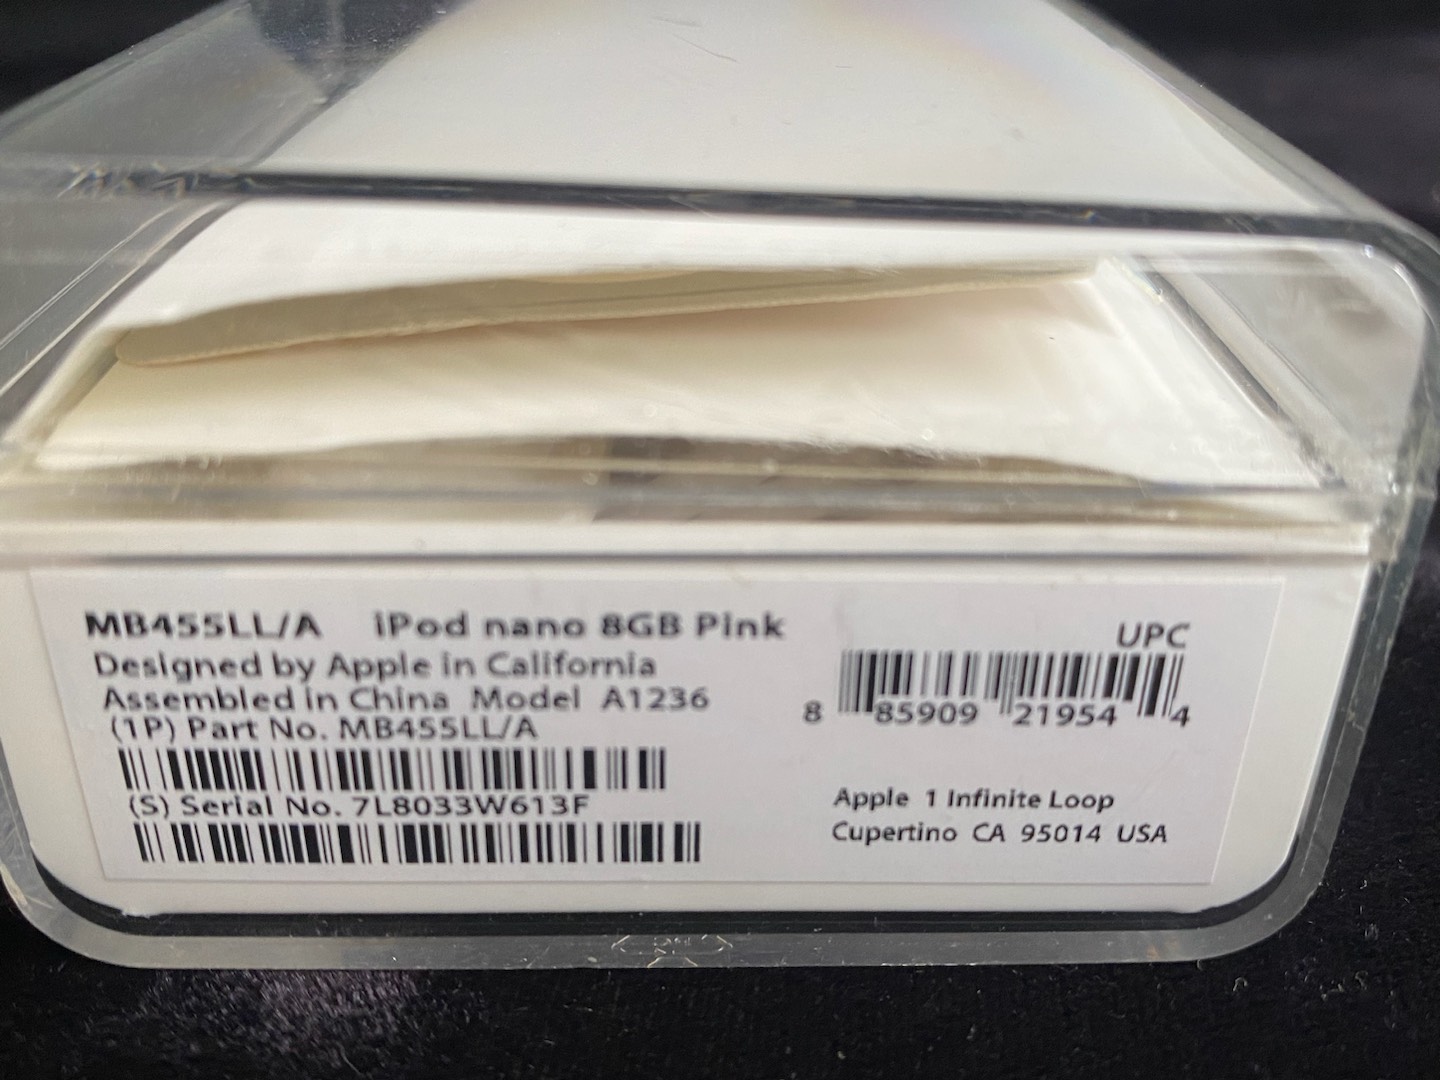 MB455LL/A iPod nano 8GB Pink
Designed by Apple in California
Assembled in China Model A1236
(1P) Part No. MB455LL/A
(S) Serial No. 7L8033W613F
UPC
8 85909 21954 4
Apple 1 Infinite Loop
Cupertino CA 95014 USA